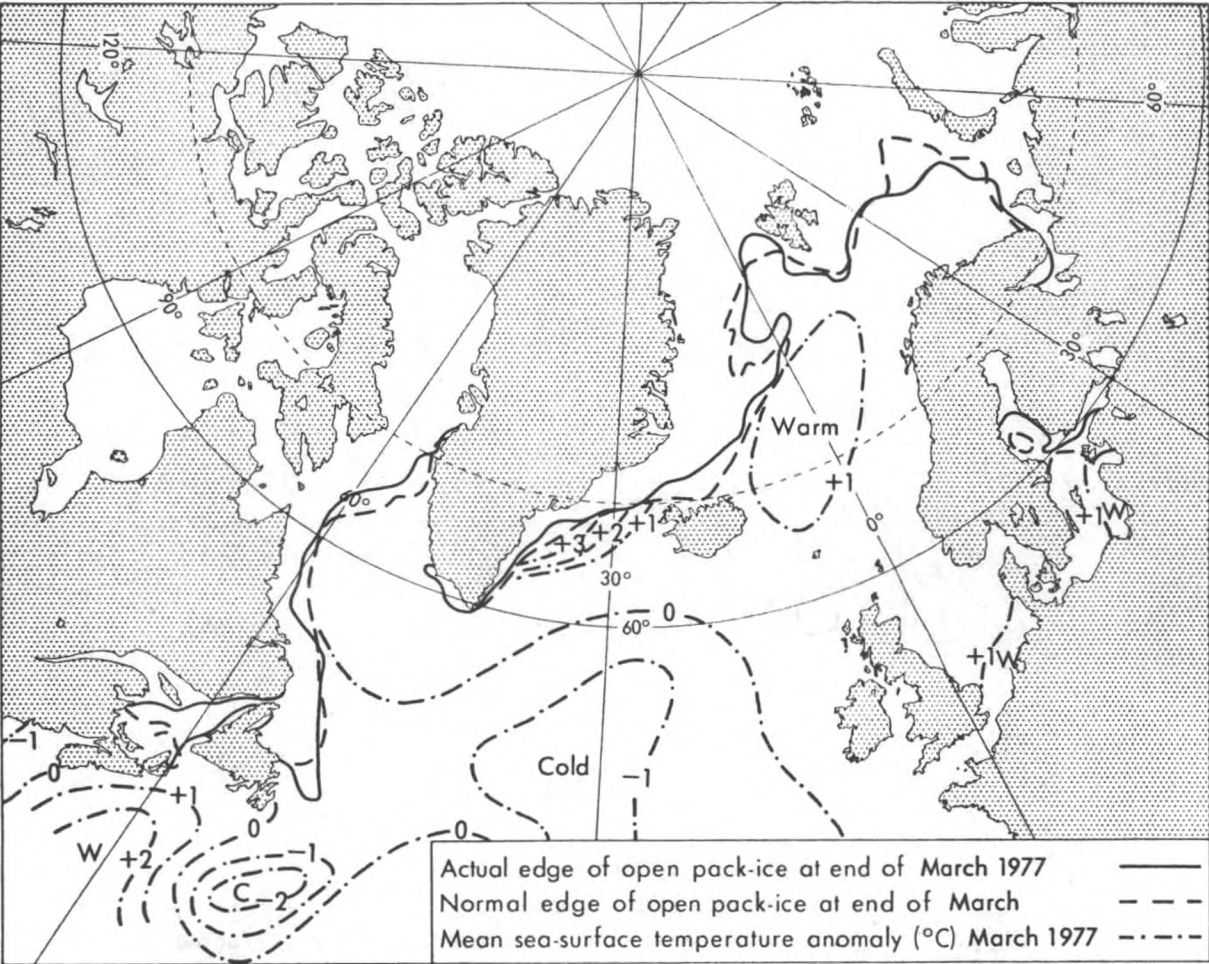 120°
60°
90°
30°
Warm
+1
60°
0°
+1W
+3
+2
+1
30°
0
60°
+1W
-1
Cold
-1
0
+1
0
0
W
+2
-1
C
-2
Actual edge of open pack-ice at end of March 1977
Normal edge of open pack-ice at end of March
Mean sea-surface temperature anomaly (°C) March 1977